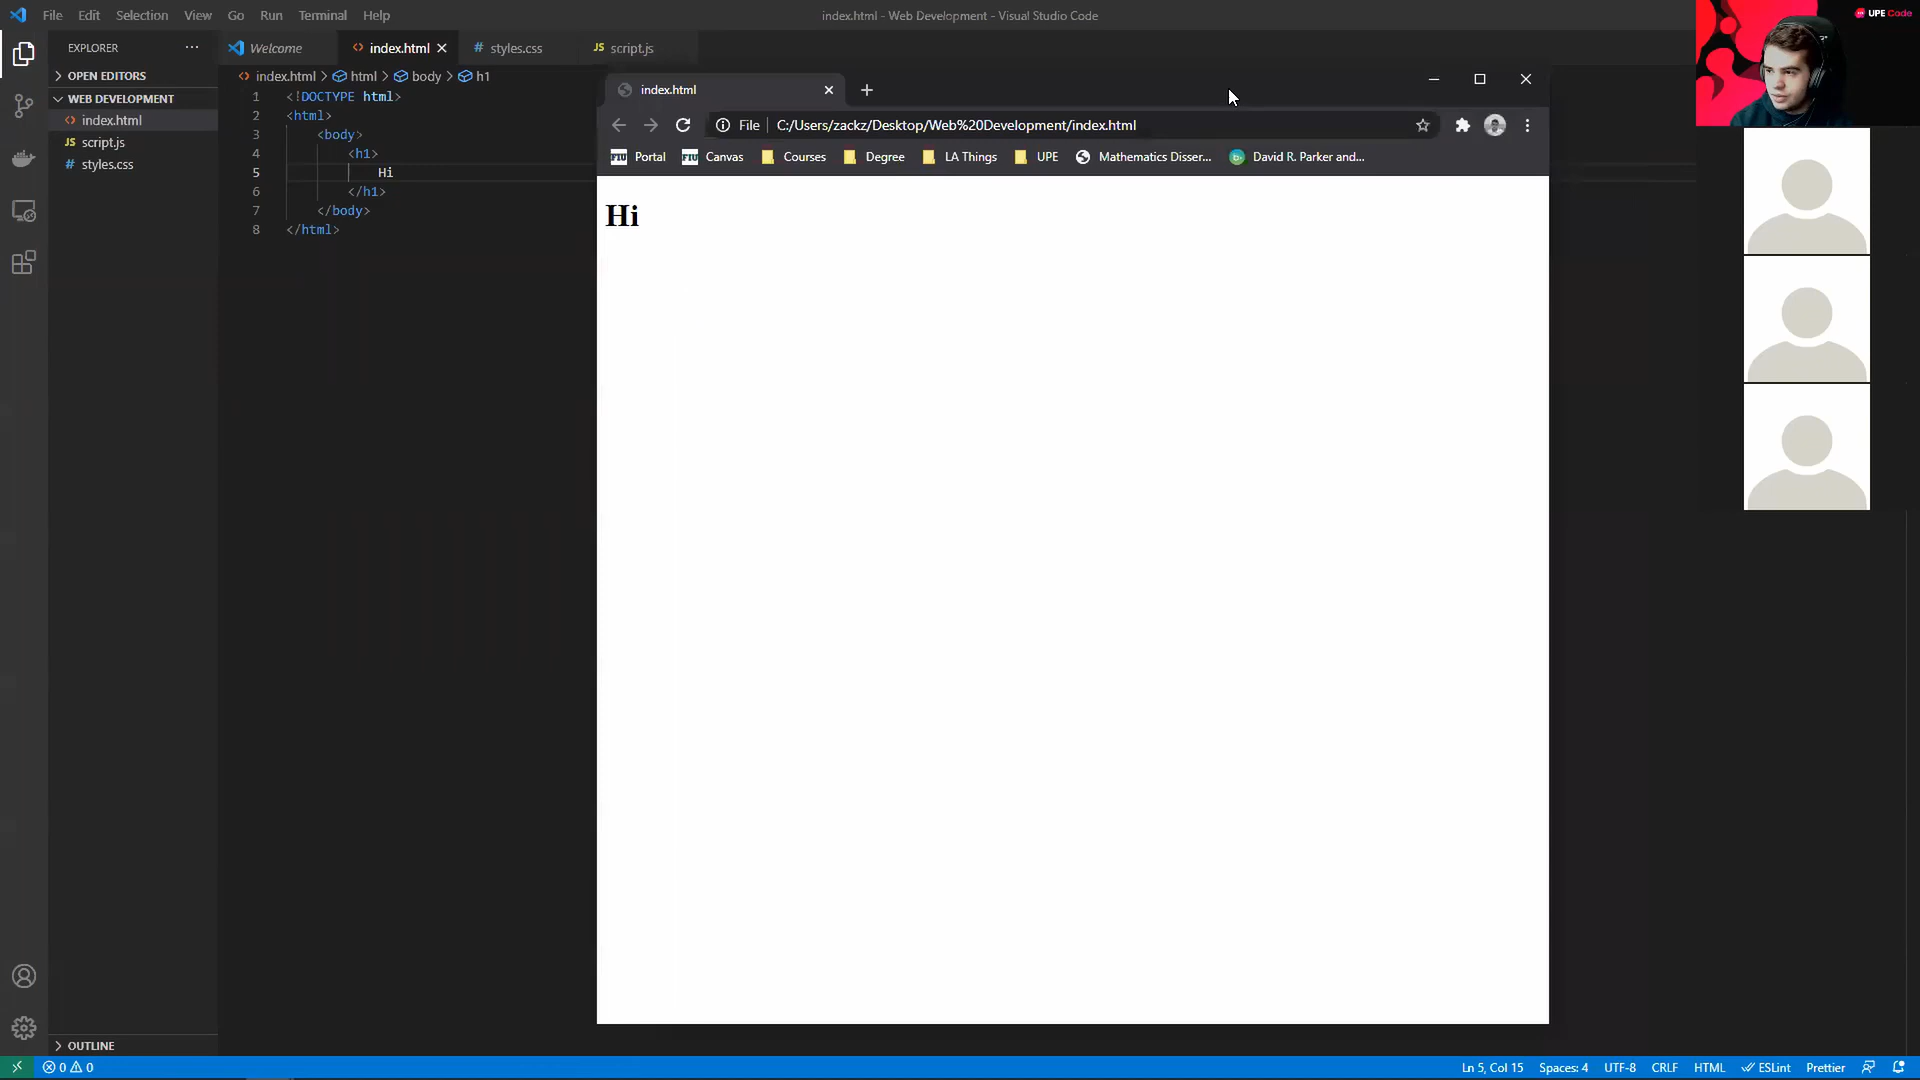 File Edit Selection View Go Run Terminal Help
index.html - Web Development - Visual Studio Code
UPE Code
EXPLORER
OPEN EDITORS
WEB DEVELOPMENT
index.html
JS script.js
# styles.css
Welcome
<> index.html
# styles.css
JS script.js
<> index.html > html > body > h1
1 <!DOCTYPE html>
2 <html>
3 <body>
4 <h1>
5 Hi
6 </h1>
7 </body>
8 </html>
index.html
File | C:/Users/zackz/Desktop/Web%20Development/index.html
FIU Portal FIU Canvas Courses Degree LA Things UPE Mathematics Disser... b David R. Parker and...
Hi
OUTLINE
0 0
Ln 5, Col 15 Spaces: 4 UTF-8 CRLF HTML ESLint Prettier